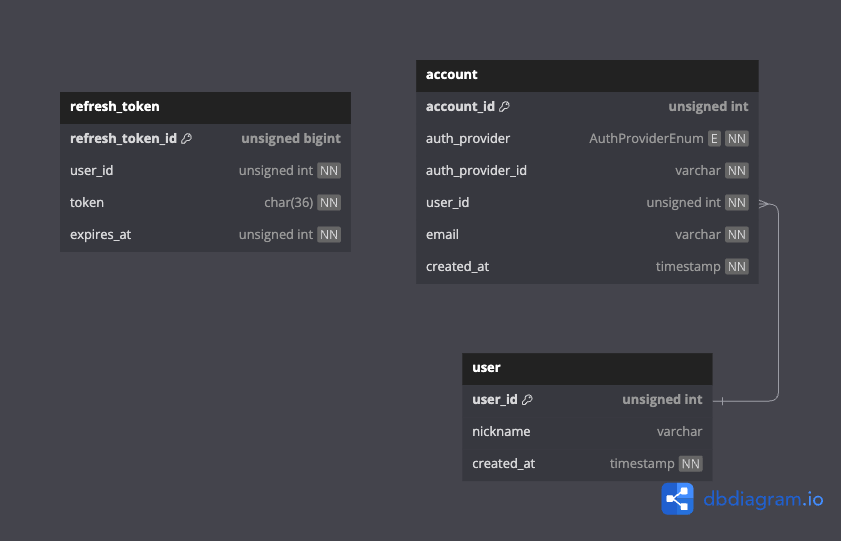 refresh_token
refresh_token_id unsigned bigint
user_id unsigned int NN
token char(36) NN
expires_at unsigned int NN
account
account_id unsigned int
auth_provider AuthProviderEnum E NN
auth_provider_id varchar NN
user_id unsigned int NN
email varchar NN
created_at timestamp NN
user
user_id unsigned int
nickname varchar
created_at timestamp NN
dbdiagram.io